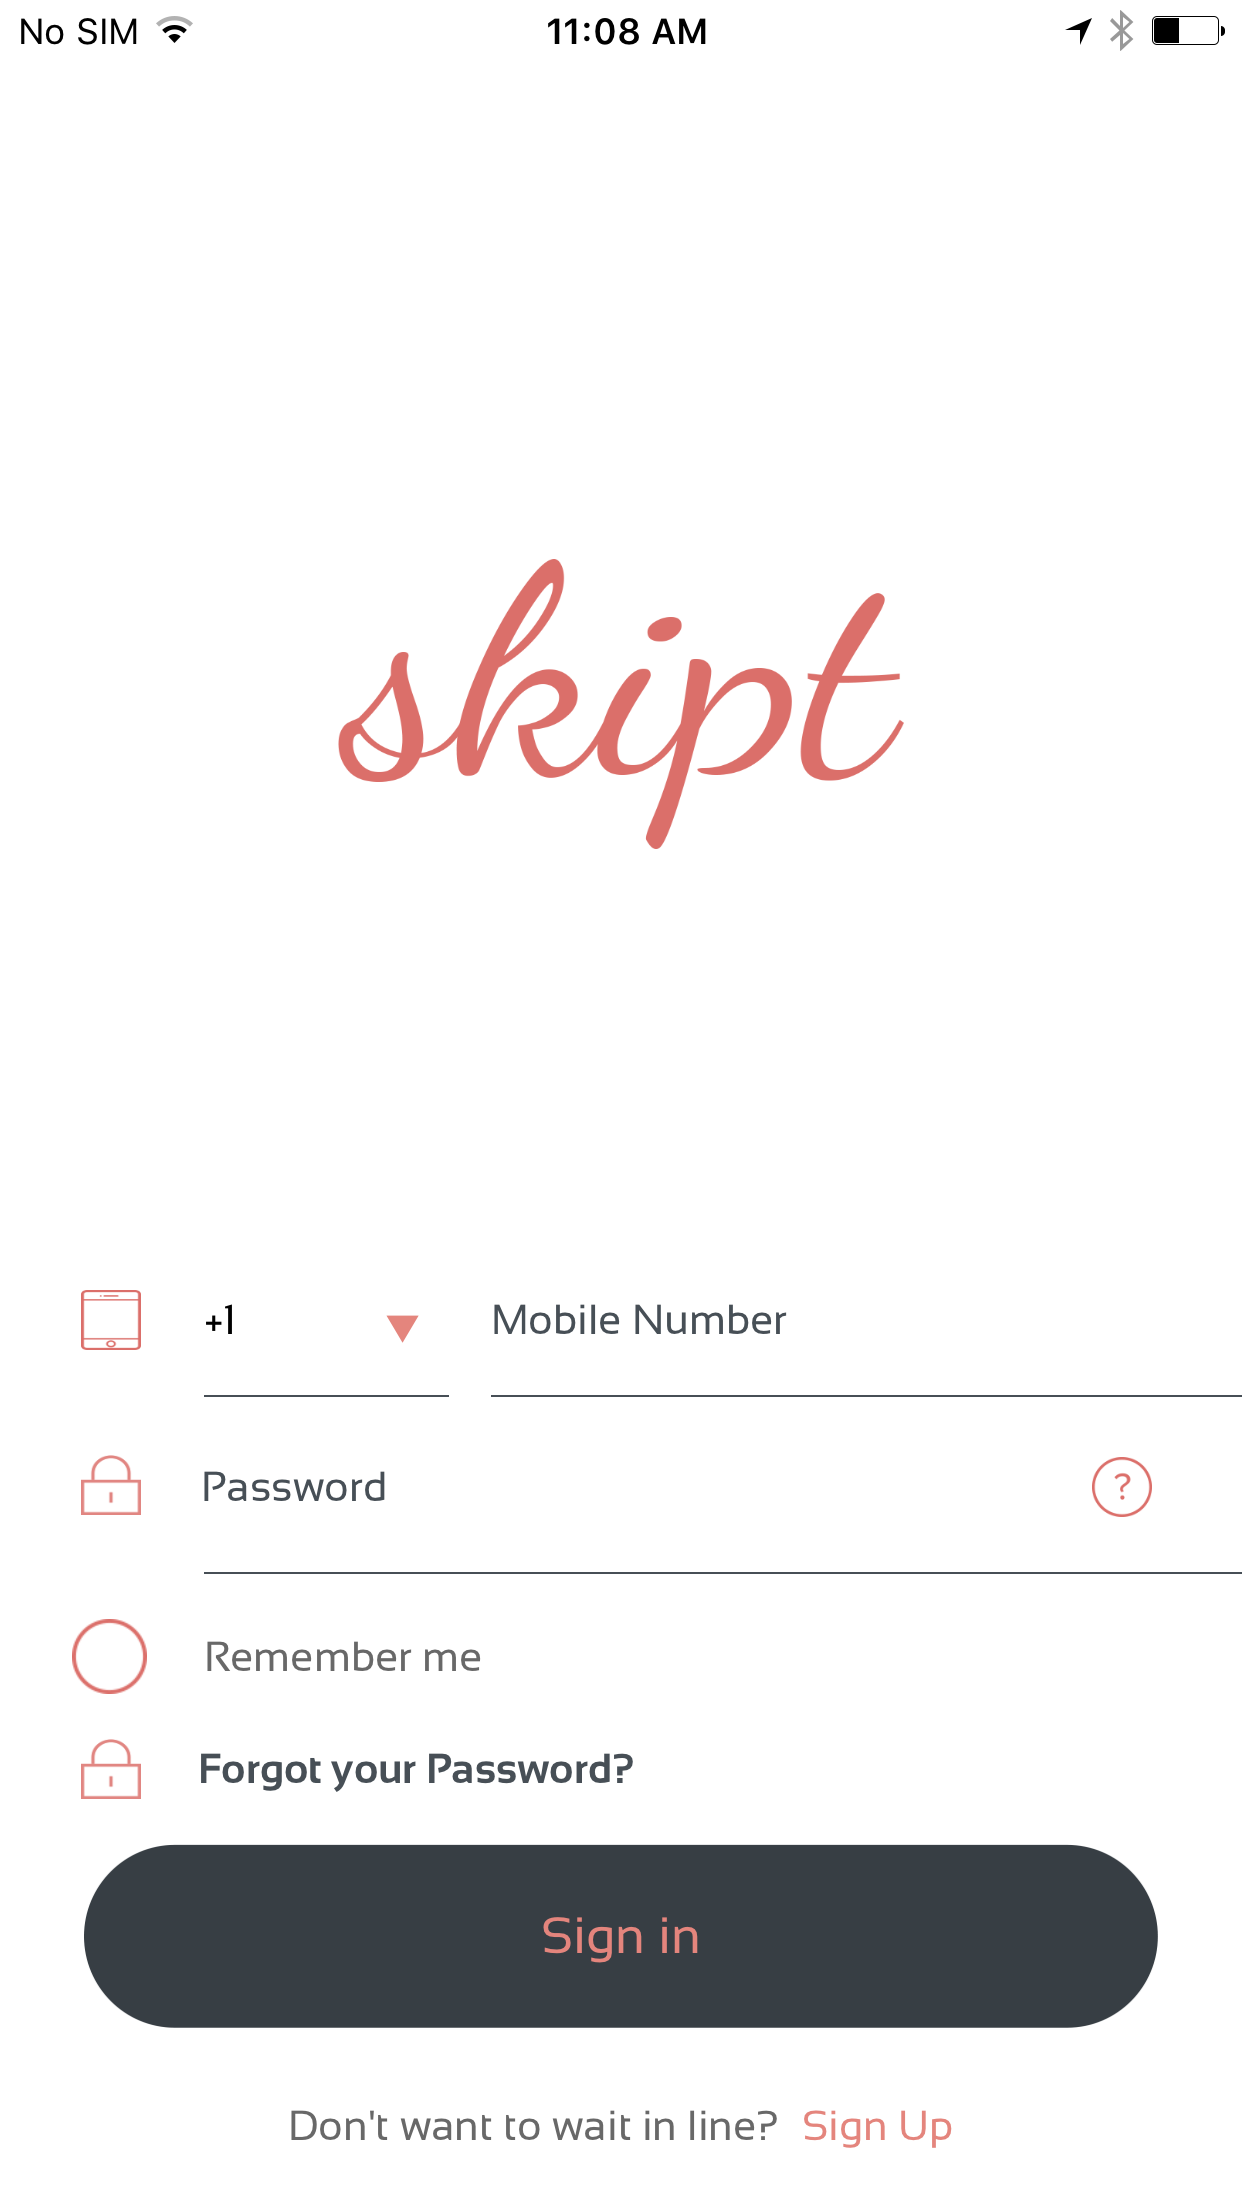 No SIM 11:08 AM
skipt
+1 Mobile Number
Password ?
Remember me
Forgot your Password?
Sign in
Don't want to wait in line? Sign Up